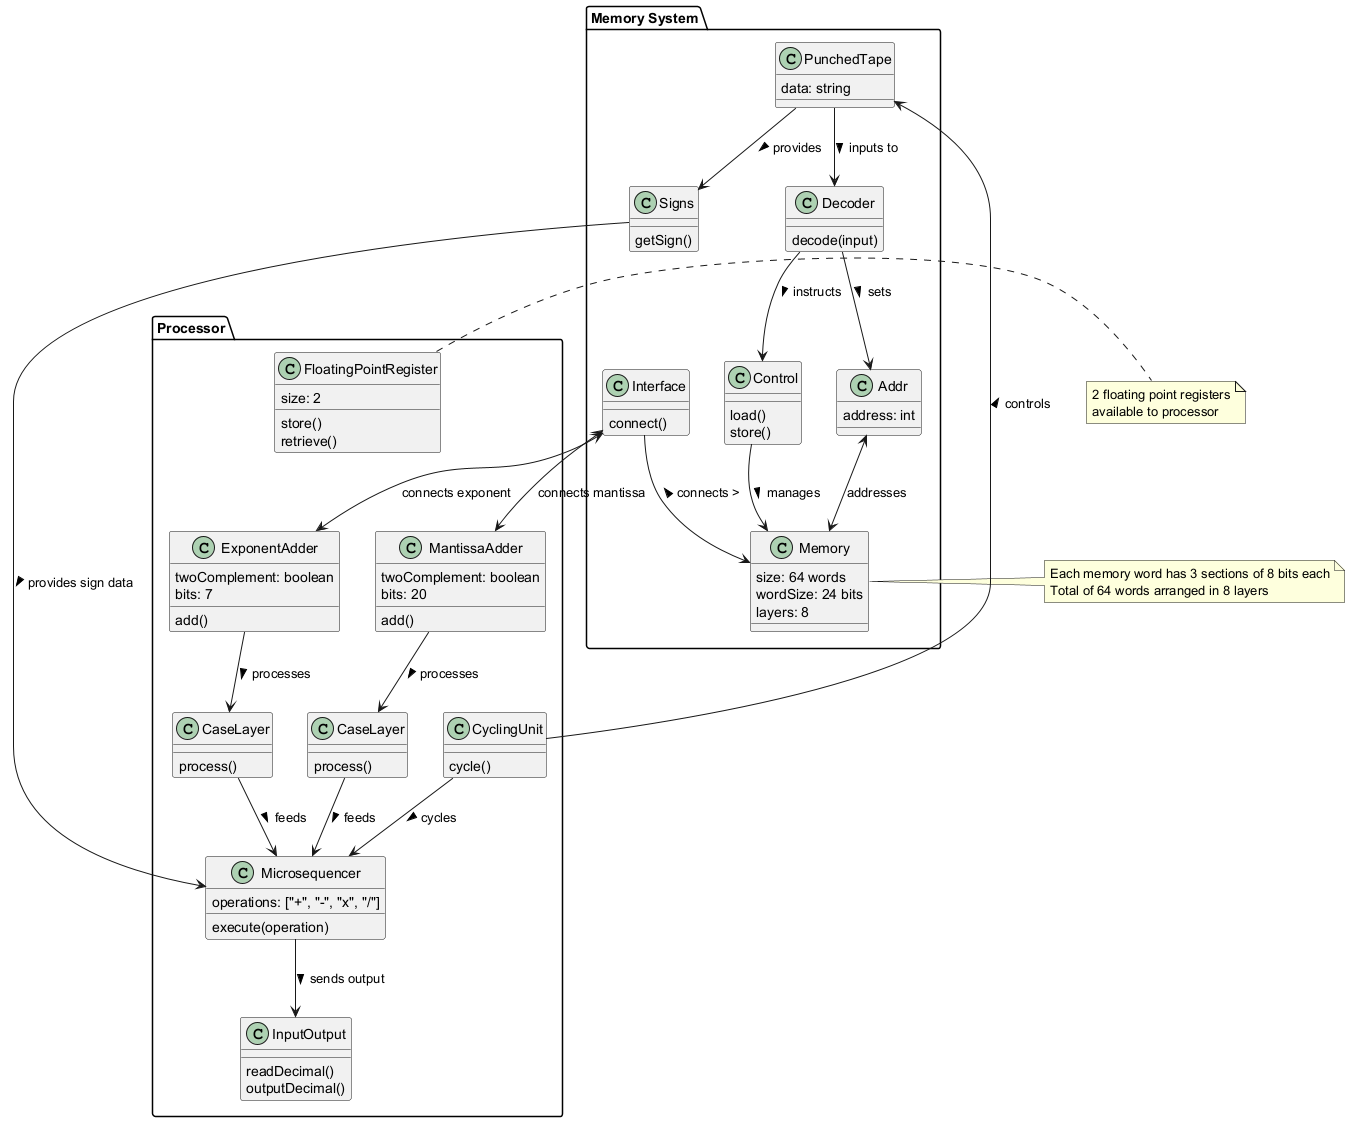 Memory System
C PunchedTape
data: string
provides
inputs to
C Signs
getSign()
C Decoder
decode(input)
instructs
sets
Processor
C FloatingPointRegister
size: 2
store()
retrieve()
C Interface
connect()
C Control
load()
store()
C Addr
address: int
controls
2 floating point registers
available to processor
connects exponent
connects mantissa
connects >
manages
addresses
C ExponentAdder
twoComplement: boolean
bits: 7
add()
C MantissaAdder
twoComplement: boolean
bits: 20
add()
C Memory
size: 64 words
wordSize: 24 bits
layers: 8
Each memory word has 3 sections of 8 bits each
Total of 64 words arranged in 8 layers
provides sign data
processes
processes
C CaseLayer
process()
C CaseLayer
process()
C CyclingUnit
cycle()
feeds
feeds
cycles
C Microsequencer
operations: ["+", "-", "x", "/"]
execute(operation)
sends output
C InputOutput
readDecimal()
outputDecimal()